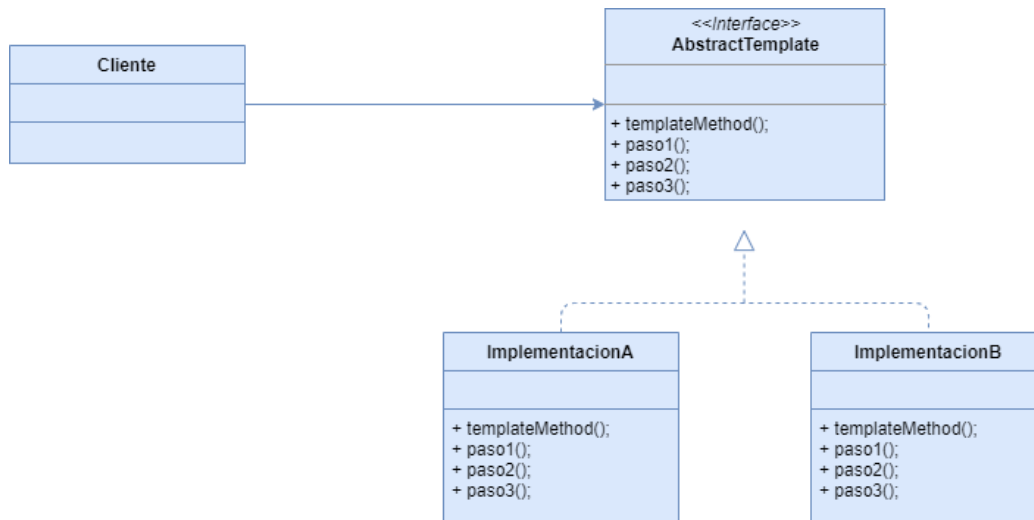 <<Interface>>
AbstractTemplate
Cliente
+ templateMethod();
+ paso1();
+ paso2();
+ paso3();
ImplementacionA
+ templateMethod();
+ paso1();
+ paso2();
+ paso3();
ImplementacionB
+ templateMethod();
+ paso1();
+ paso2();
+ paso3();